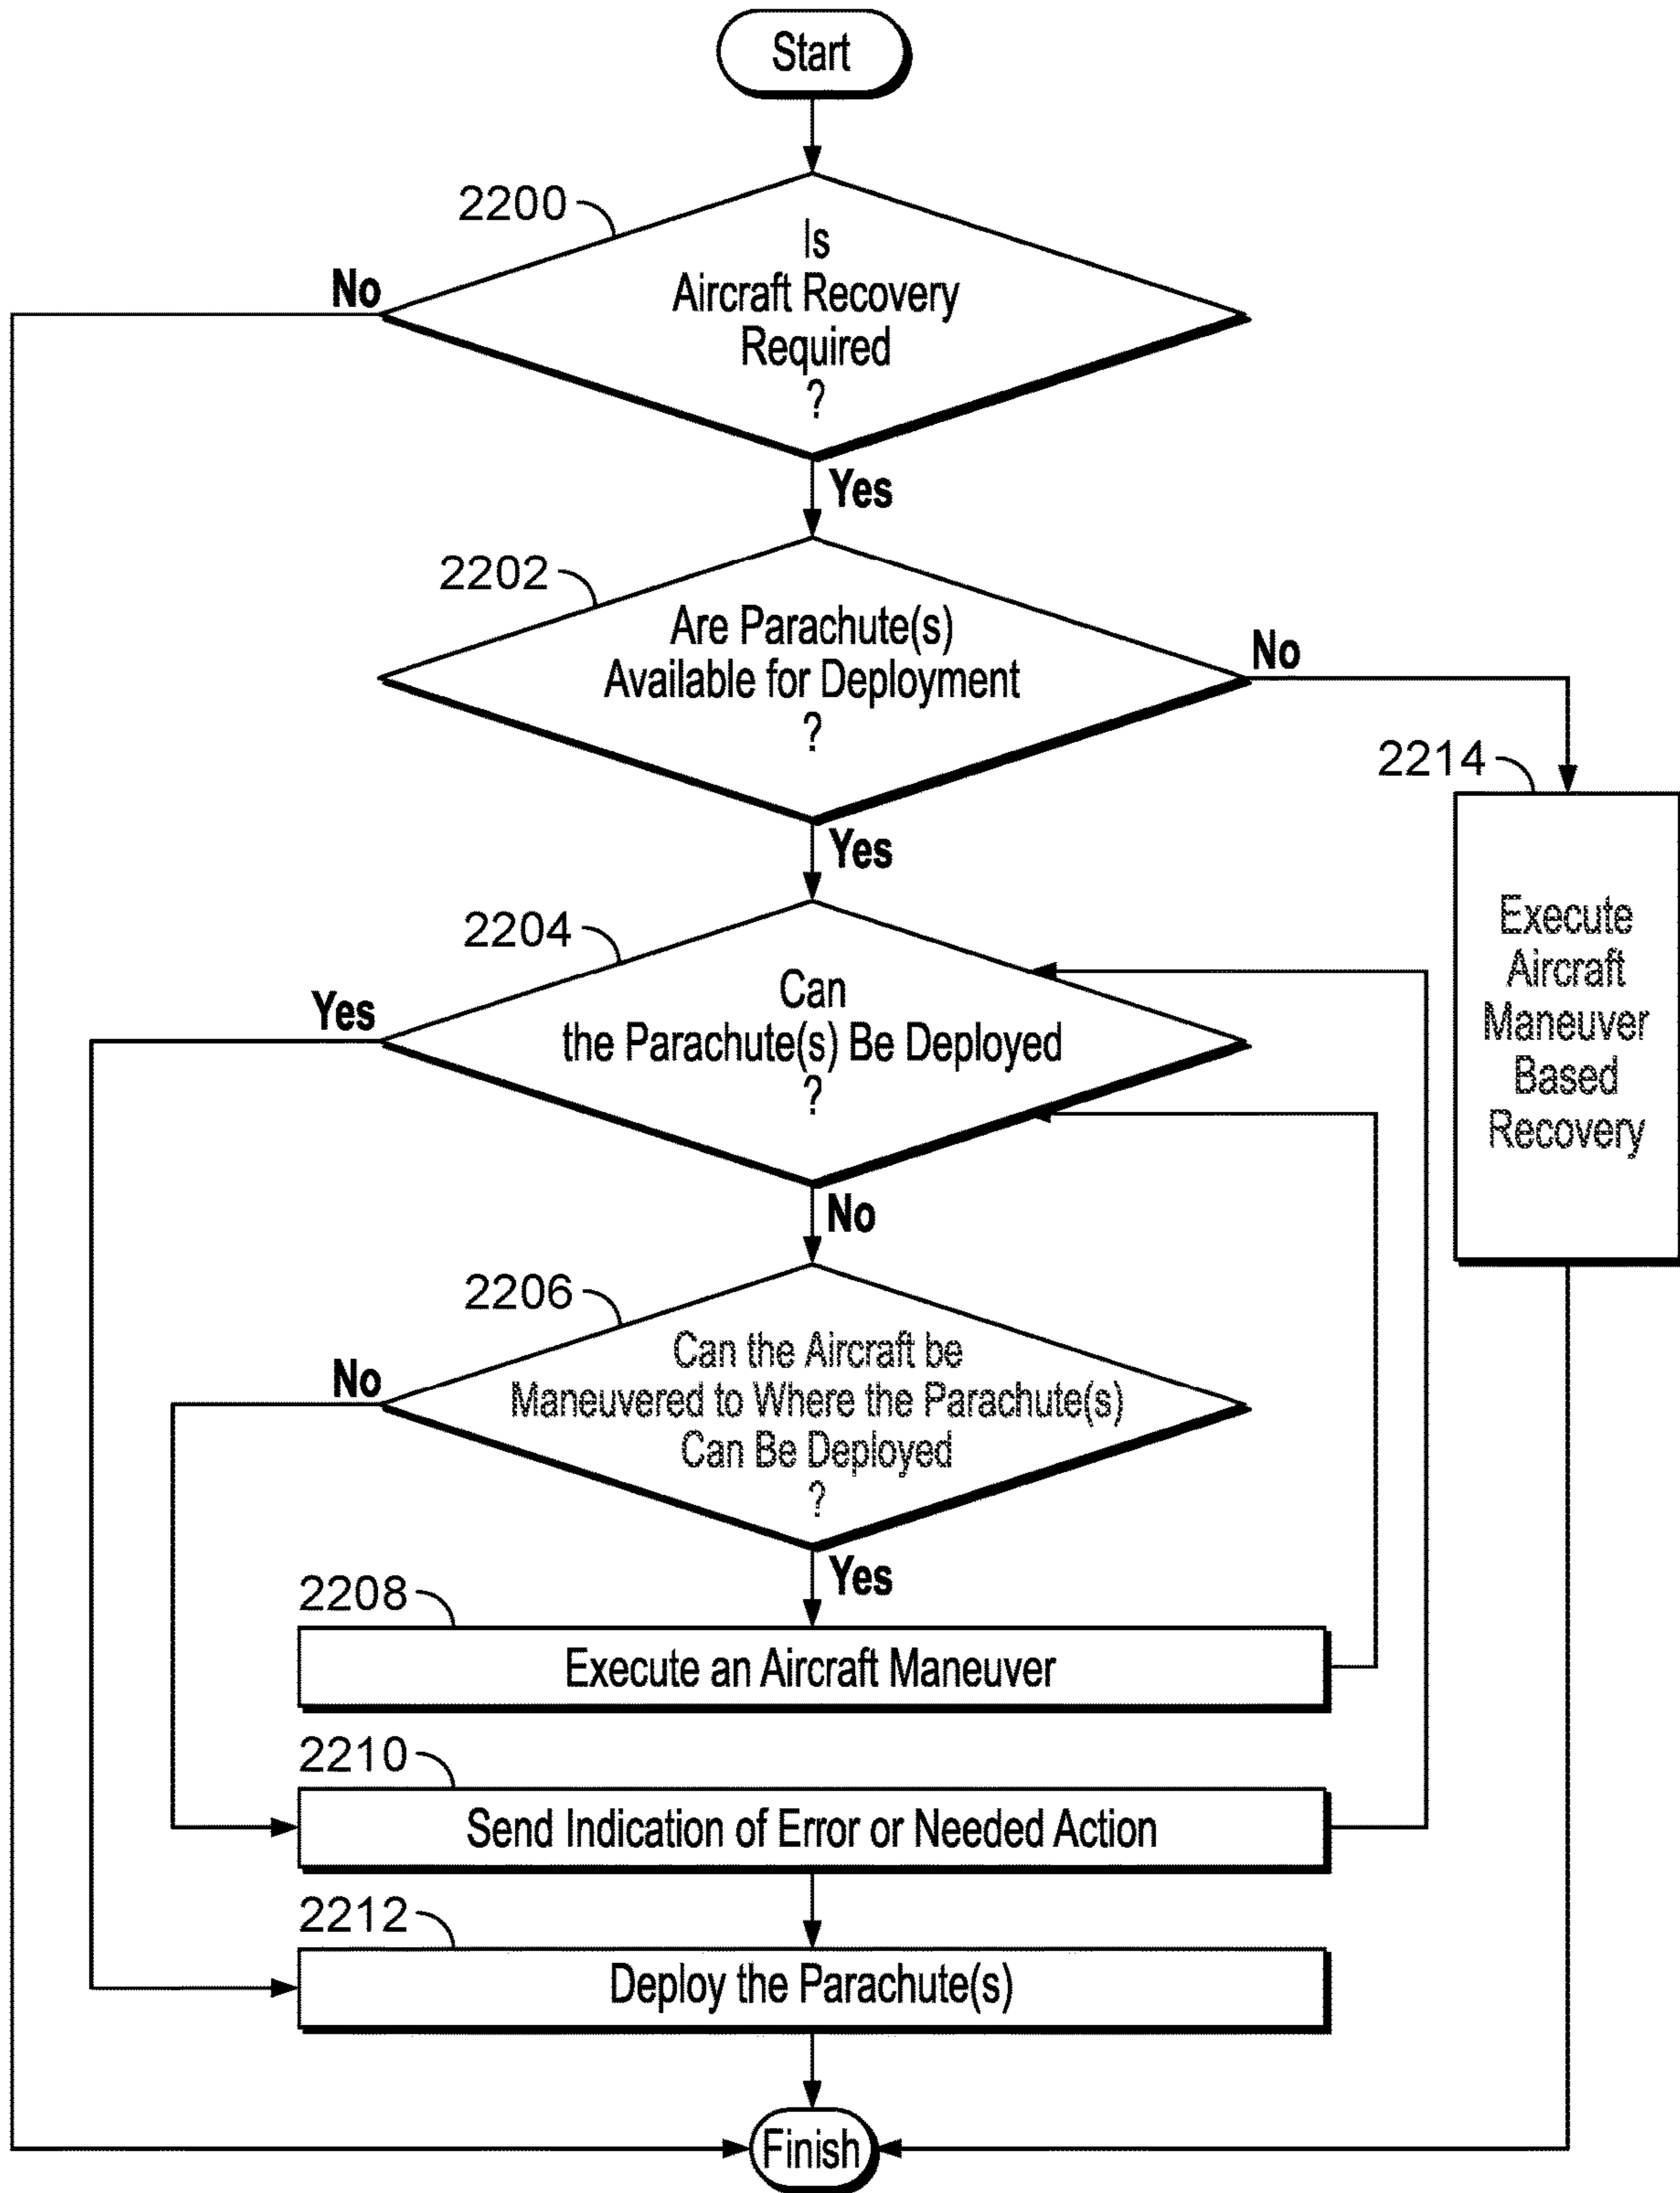 Start
2200
Is
Aircraft Recovery
Required
?
No
Yes
2202
Are Parachute(s)
Available for Deployment
?
No
Yes
2214
Execute
Aircraft
Maneuver
Based
Recovery
2204
Can
the Parachute(s) Be Deployed
?
Yes
No
2206
Can the Aircraft be
Maneuvered to Where the Parachute(s)
Can Be Deployed
?
No
Yes
2208
Execute an Aircraft Maneuver
2210
Send Indication of Error or Needed Action
2212
Deploy the Parachute(s)
Finish